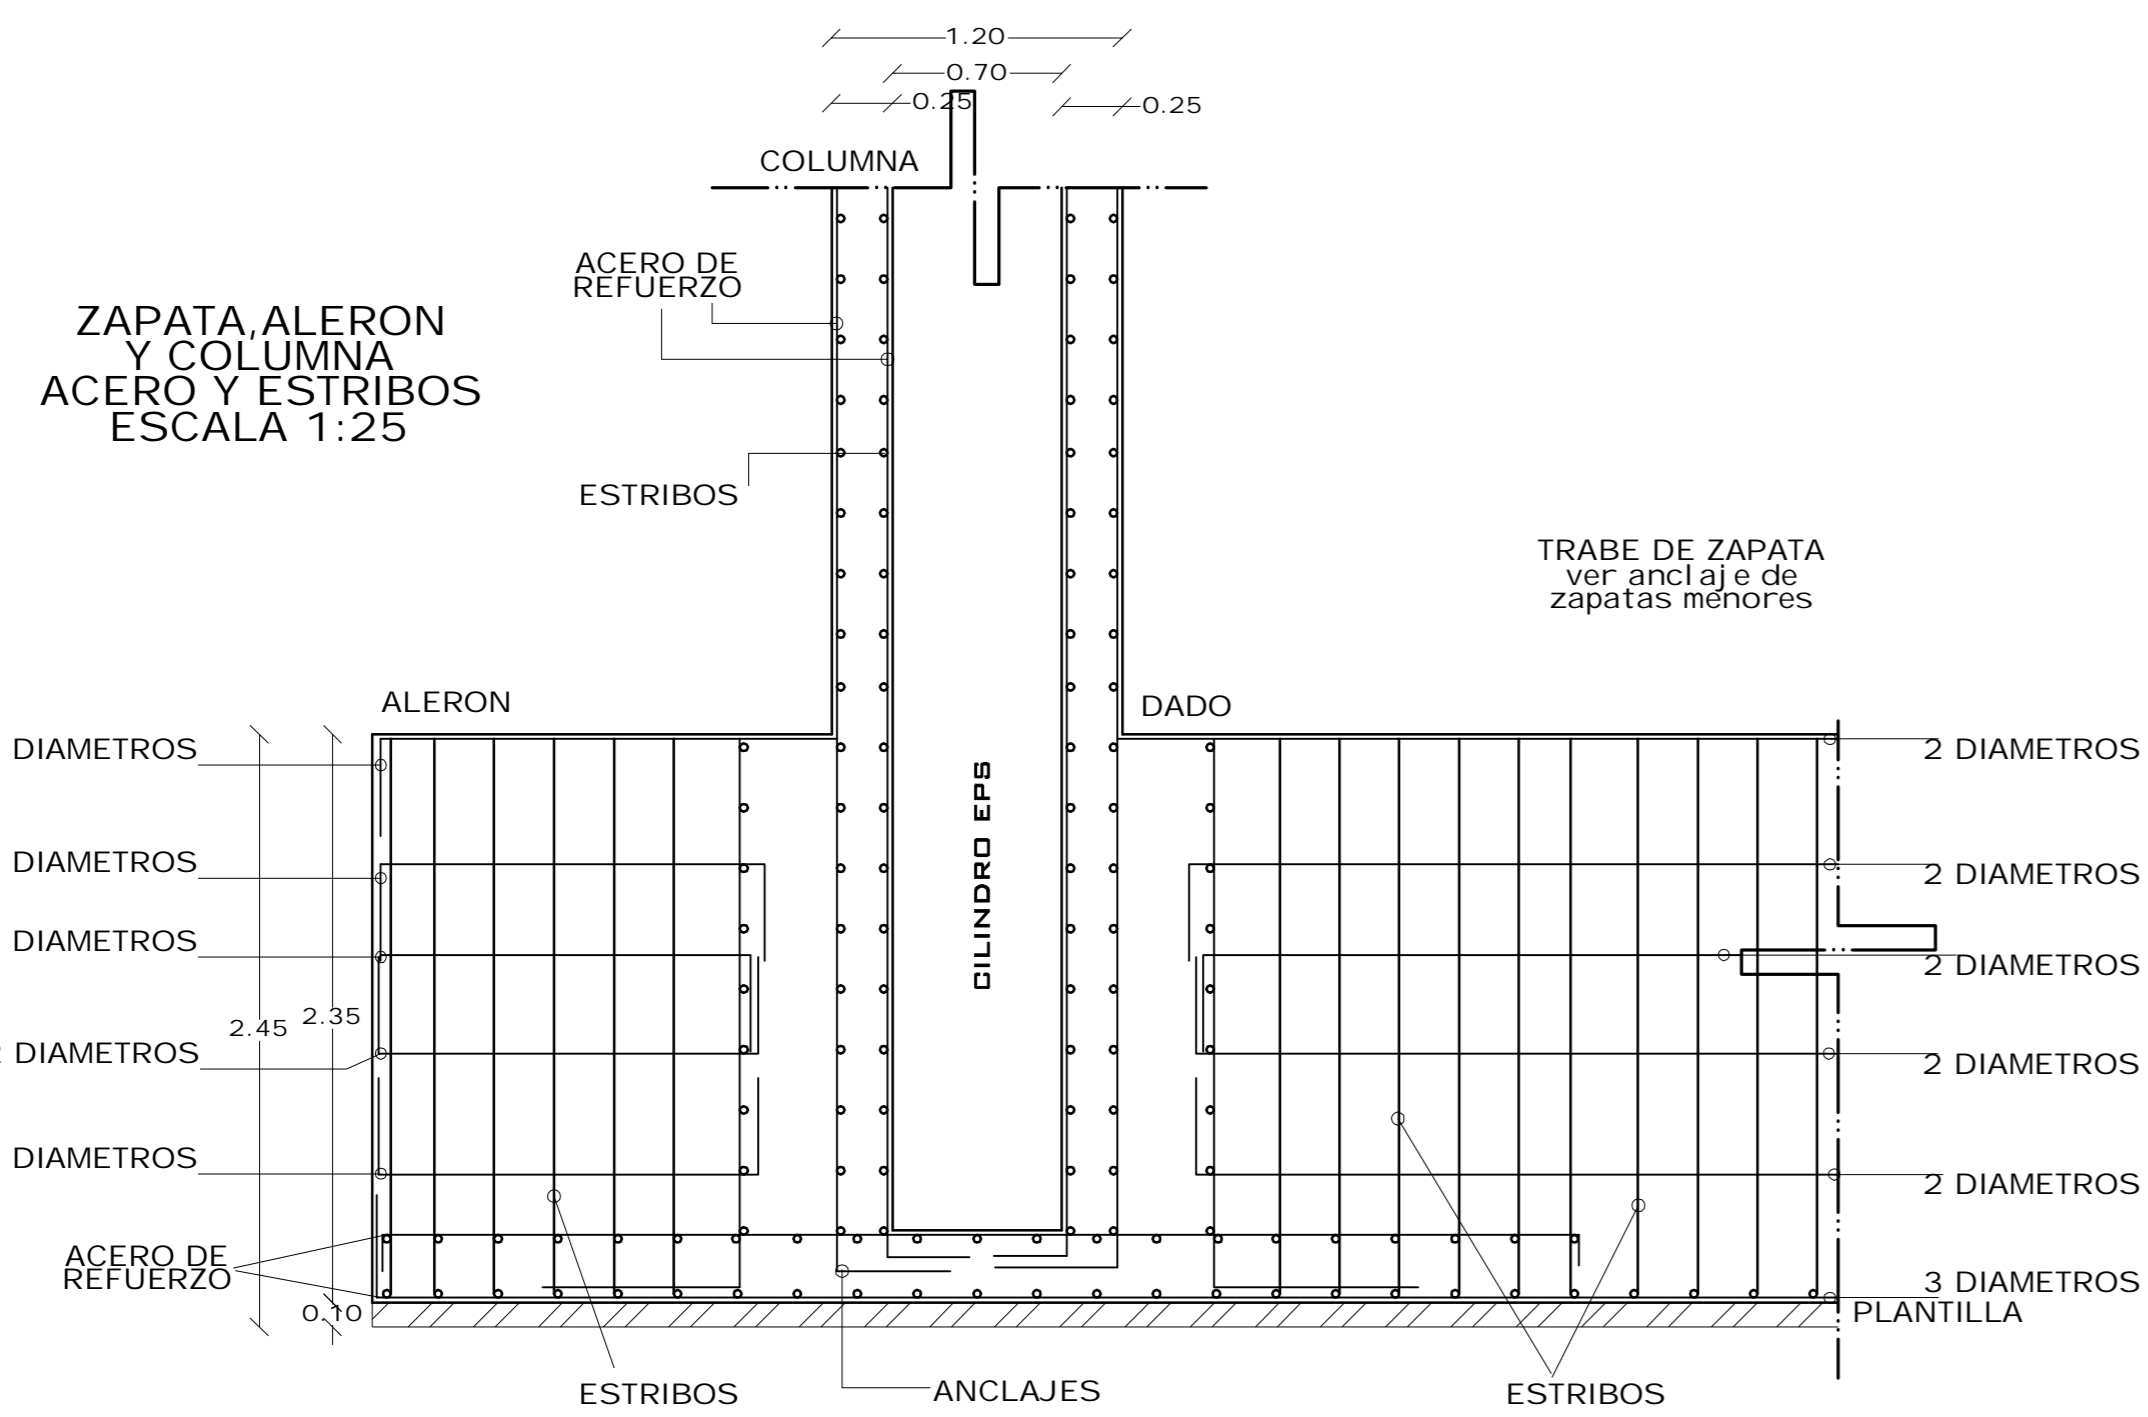 1.20
0.70
0.25
0.25
COLUMNA
ACERO DE
REFUERZO
ZAPATA,ALERON
Y COLUMNA
ACERO Y ESTRIBOS
ESCALA 1:25
ESTRIBOS
TRABE DE ZAPATA
ver anclaje de
zapatas menores
ALERON
DADO
DIAMETROS
2 DIAMETROS
CILINDRO EPS
DIAMETROS
2 DIAMETROS
DIAMETROS
2 DIAMETROS
2.45
2.35
DIAMETROS
2 DIAMETROS
DIAMETROS
2 DIAMETROS
ACERO DE
REFUERZO
3 DIAMETROS
0.10
PLANTILLA
ESTRIBOS
ANCLAJES
ESTRIBOS